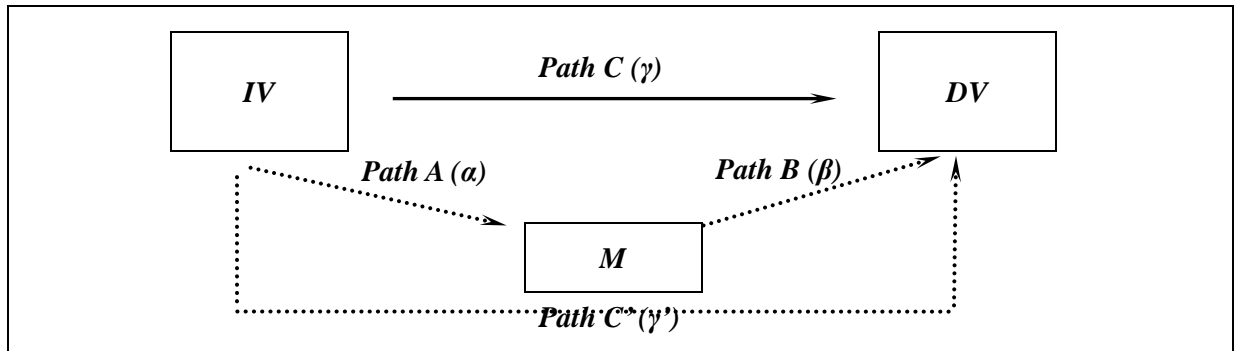 IV
Path C (γ)
DV
Path A (α)
Path B (β)
M
Path C’ (γ’)